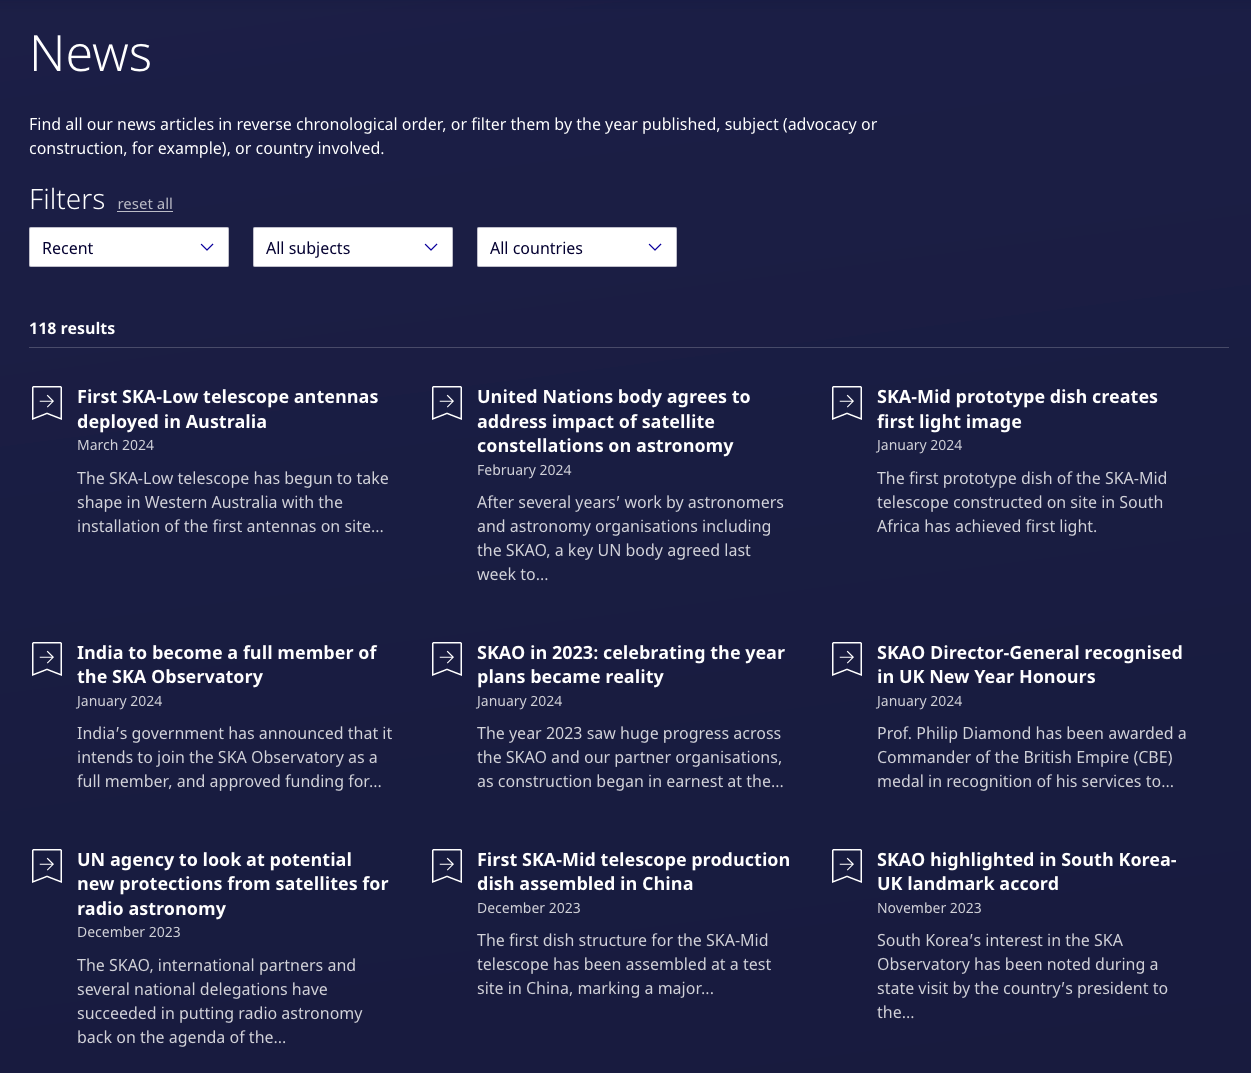 News
Find all our news articles in reverse chronological order, or filter them by the year published, subject (advocacy or
construction, for example), or country involved.
Filters reset all
Recent
All subjects
All countries
118 results
First SKA-Low telescope antennas
deployed in Australia
March 2024
The SKA-Low telescope has begun to take
shape in Western Australia with the
installation of the first antennas on site...
United Nations body agrees to
address impact of satellite
constellations on astronomy
February 2024
After several years’ work by astronomers
and astronomy organisations including
the SKAO, a key UN body agreed last
week to...
SKA-Mid prototype dish creates
first light image
January 2024
The first prototype dish of the SKA-Mid
telescope constructed on site in South
Africa has achieved first light.
India to become a full member of
the SKA Observatory
January 2024
India’s government has announced that it
intends to join the SKA Observatory as a
full member, and approved funding for...
SKAO in 2023: celebrating the year
plans became reality
January 2024
The year 2023 saw huge progress across
the SKAO and our partner organisations,
as construction began in earnest at the...
SKAO Director-General recognised
in UK New Year Honours
January 2024
Prof. Philip Diamond has been awarded a
Commander of the British Empire (CBE)
medal in recognition of his services to...
UN agency to look at potential
new protections from satellites for
radio astronomy
December 2023
The SKAO, international partners and
several national delegations have
succeeded in putting radio astronomy
back on the agenda of the...
First SKA-Mid telescope production
dish assembled in China
December 2023
The first dish structure for the SKA-Mid
telescope has been assembled at a test
site in China, marking a major...
SKAO highlighted in South Korea-
UK landmark accord
November 2023
South Korea’s interest in the SKA
Observatory has been noted during a
state visit by the country’s president to
the...